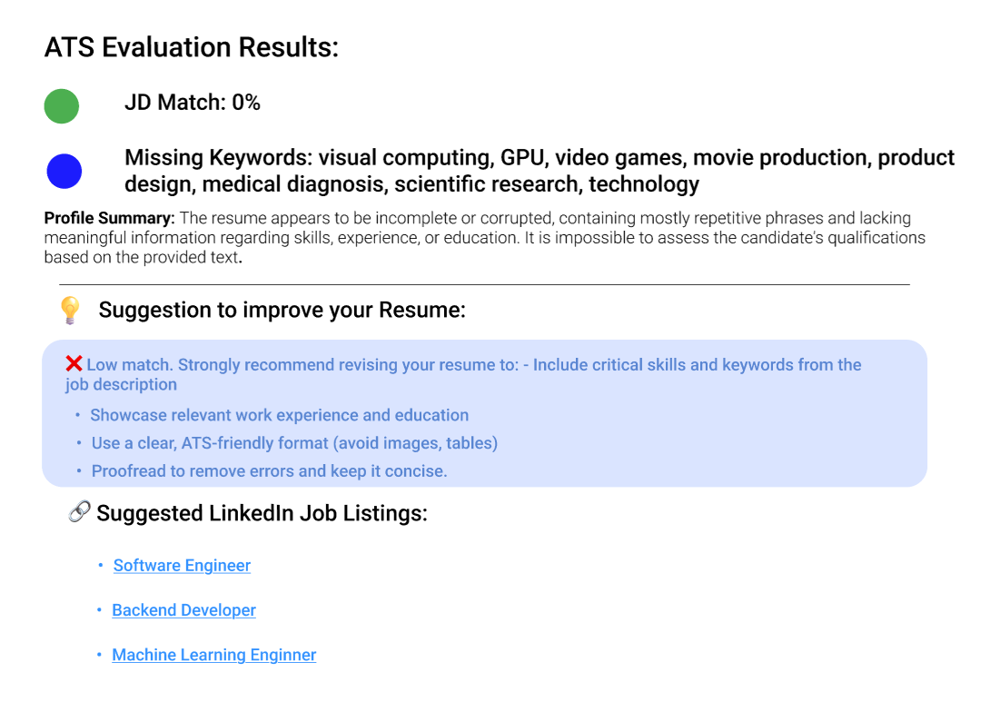 ATS Evaluation Results:
JD Match: 0%
Missing Keywords: visual computing, GPU, video games, movie production, product
design, medical diagnosis, scientific research, technology
Profile Summary: The resume appears to be incomplete or corrupted, containing mostly repetitive phrases and lacking
meaningful information regarding skills, experience, or education. It is impossible to assess the candidate's qualifications
based on the provided text.
Suggestion to improve your Resume:
❌ Low match. Strongly recommend revising your resume to: - Include critical skills and keywords from the
job description
• Showcase relevant work experience and education
• Use a clear, ATS-friendly format (avoid images, tables)
• Proofread to remove errors and keep it concise.
Suggested LinkedIn Job Listings:
• Software Engineer
• Backend Developer
• Machine Learning Enginner